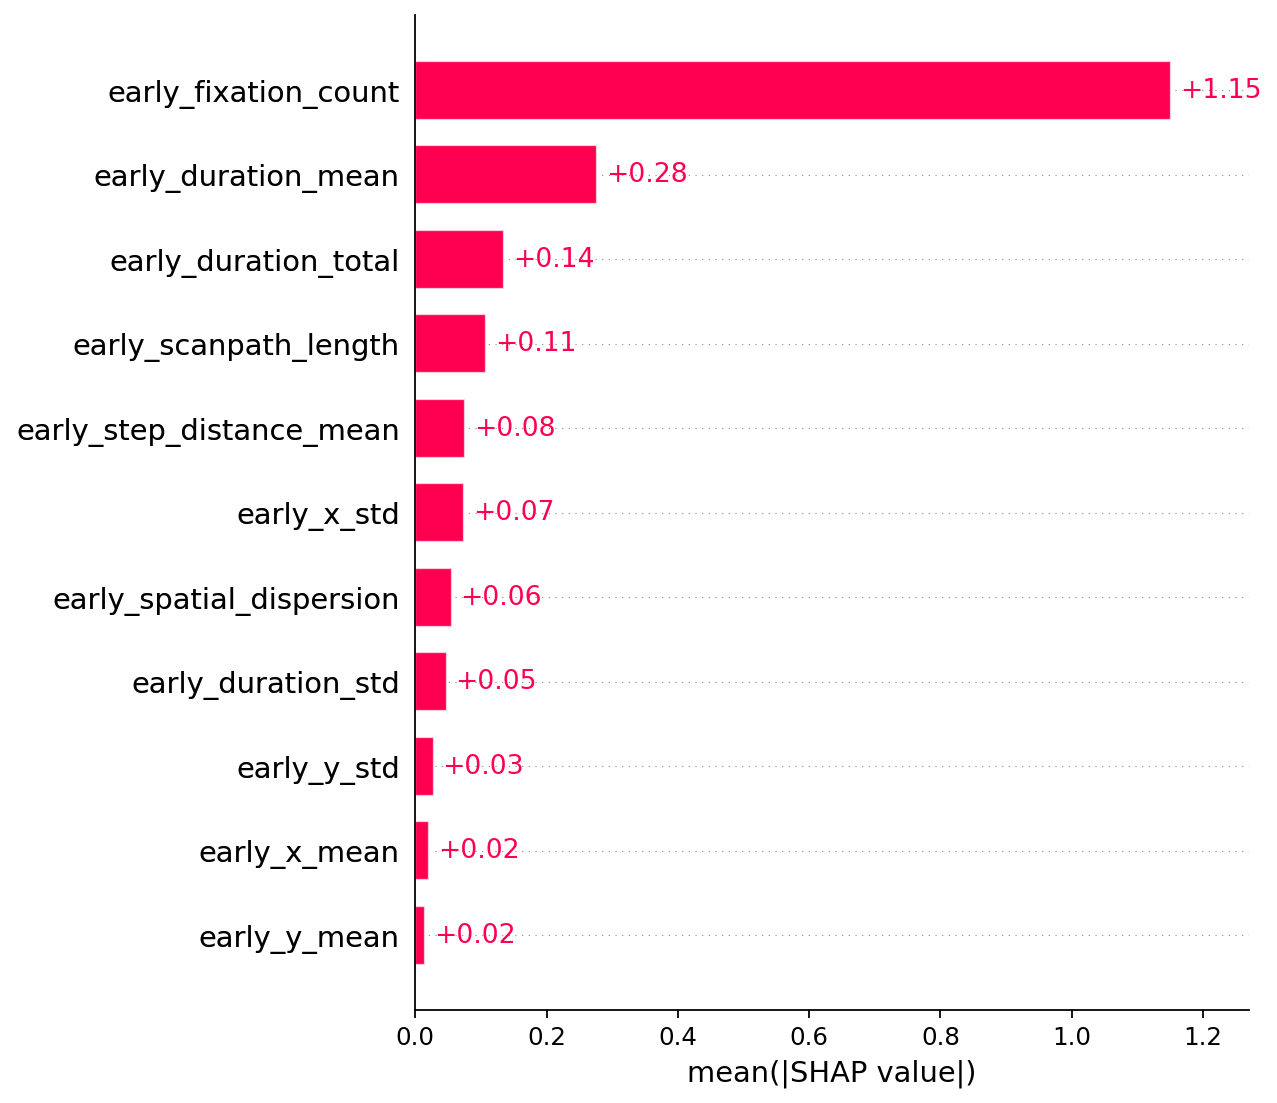 early_fixation_count +1.15
early_duration_mean +0.28
early_duration_total +0.14
early_scanpath_length +0.11
early_step_distance_mean +0.08
early_x_std +0.07
early_spatial_dispersion +0.06
early_duration_std +0.05
early_y_std +0.03
early_x_mean +0.02
early_y_mean +0.02
0.0 0.2 0.4 0.6 0.8 1.0 1.2
mean(|SHAP value|)